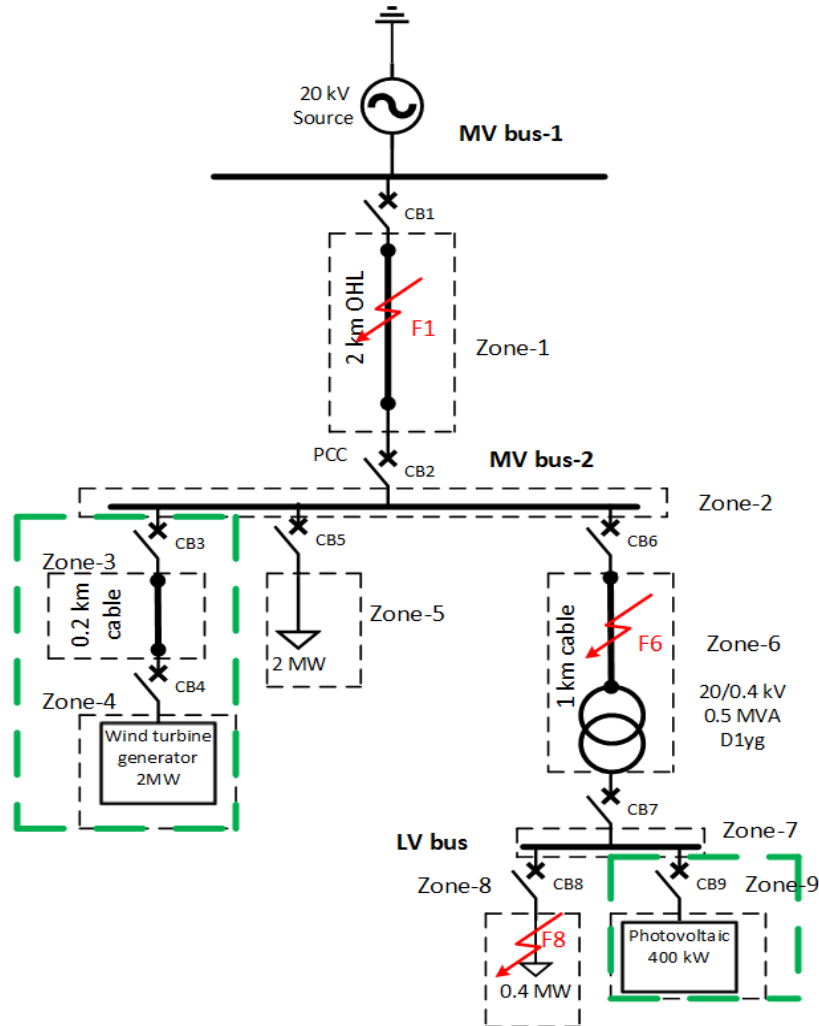 20 kV
Source
MV bus-1
CB1
2 km OHL
F1
Zone-1
PCC
CB2
MV bus-2
Zone-2
CB3
CB5
CB6
Zone-3
0.2 km
cable
Zone-5
1 km cable
F6
Zone-6
2 MW
CB4
Zone-4
20/0.4 kV
0.5 MVA
D1yg
Wind turbine
generator
2MW
CB7
LV bus
Zone-7
Zone-8
CB8
CB9
Zone-9
F8
0.4 MW
Photovoltaic
400 kW